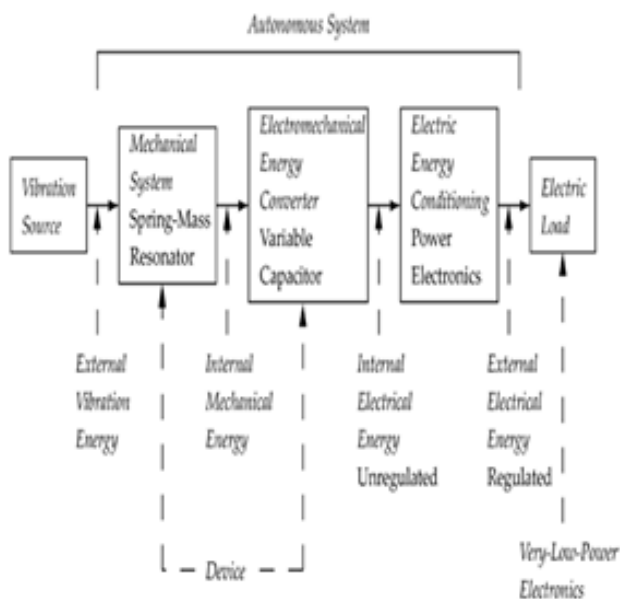 Autonomous System
Vibration
Source
Mechanical
System
Spring-Mass
Resonator
Electromechanical
Energy
Converter
Variable
Capacitor
Electric
Energy
Conditioning
Power
Electronics
Electric
Load
External
Vibration
Energy
Internal
Mechanical
Energy
Internal
Electrical
Energy
Unregulated
External
Electrical
Energy
Regulated
Device
Very-Low-Power
Electronics